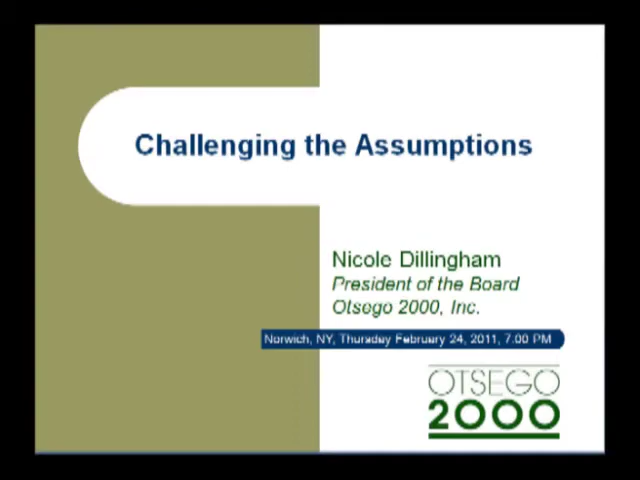 Challenging the Assumptions
Nicole Dillingham
President of the Board
Otsego 2000, Inc.
Norwich, NY, Thursday February 24, 2011, 7.00 PM
OTSEGO
2000